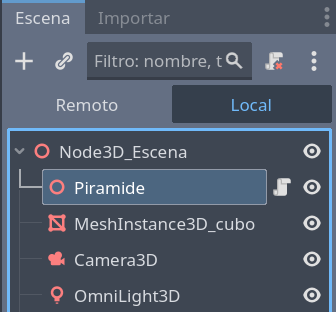 Escena Importar
Filtro: nombre, t
Remoto Local
Node3D_Escena
Piramide
MeshInstance3D_cubo
Camera3D
OmniLight3D